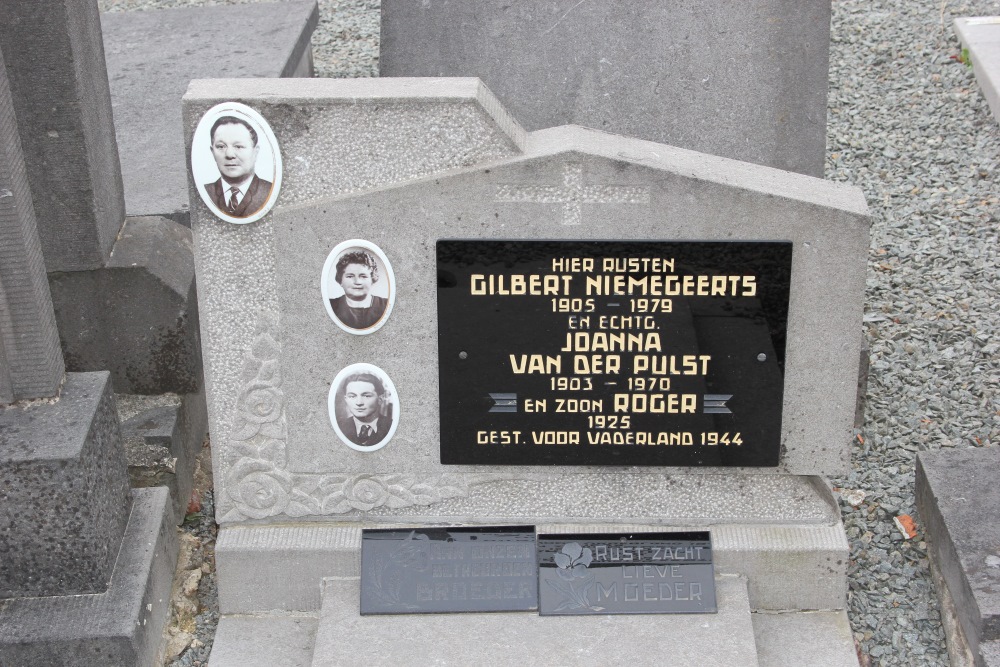 HIER RUSTEN
GILBERT NIEMEGEERTS
1905 - 1979
EN ECHTG.
JOANNA
VAN DER PULST
1903 - 1970
EN ZOON ROGER
1925
GEST. VOOR VADERLAND 1944
BROEDER
RUST ZACHT
LIEVE
MOEDER